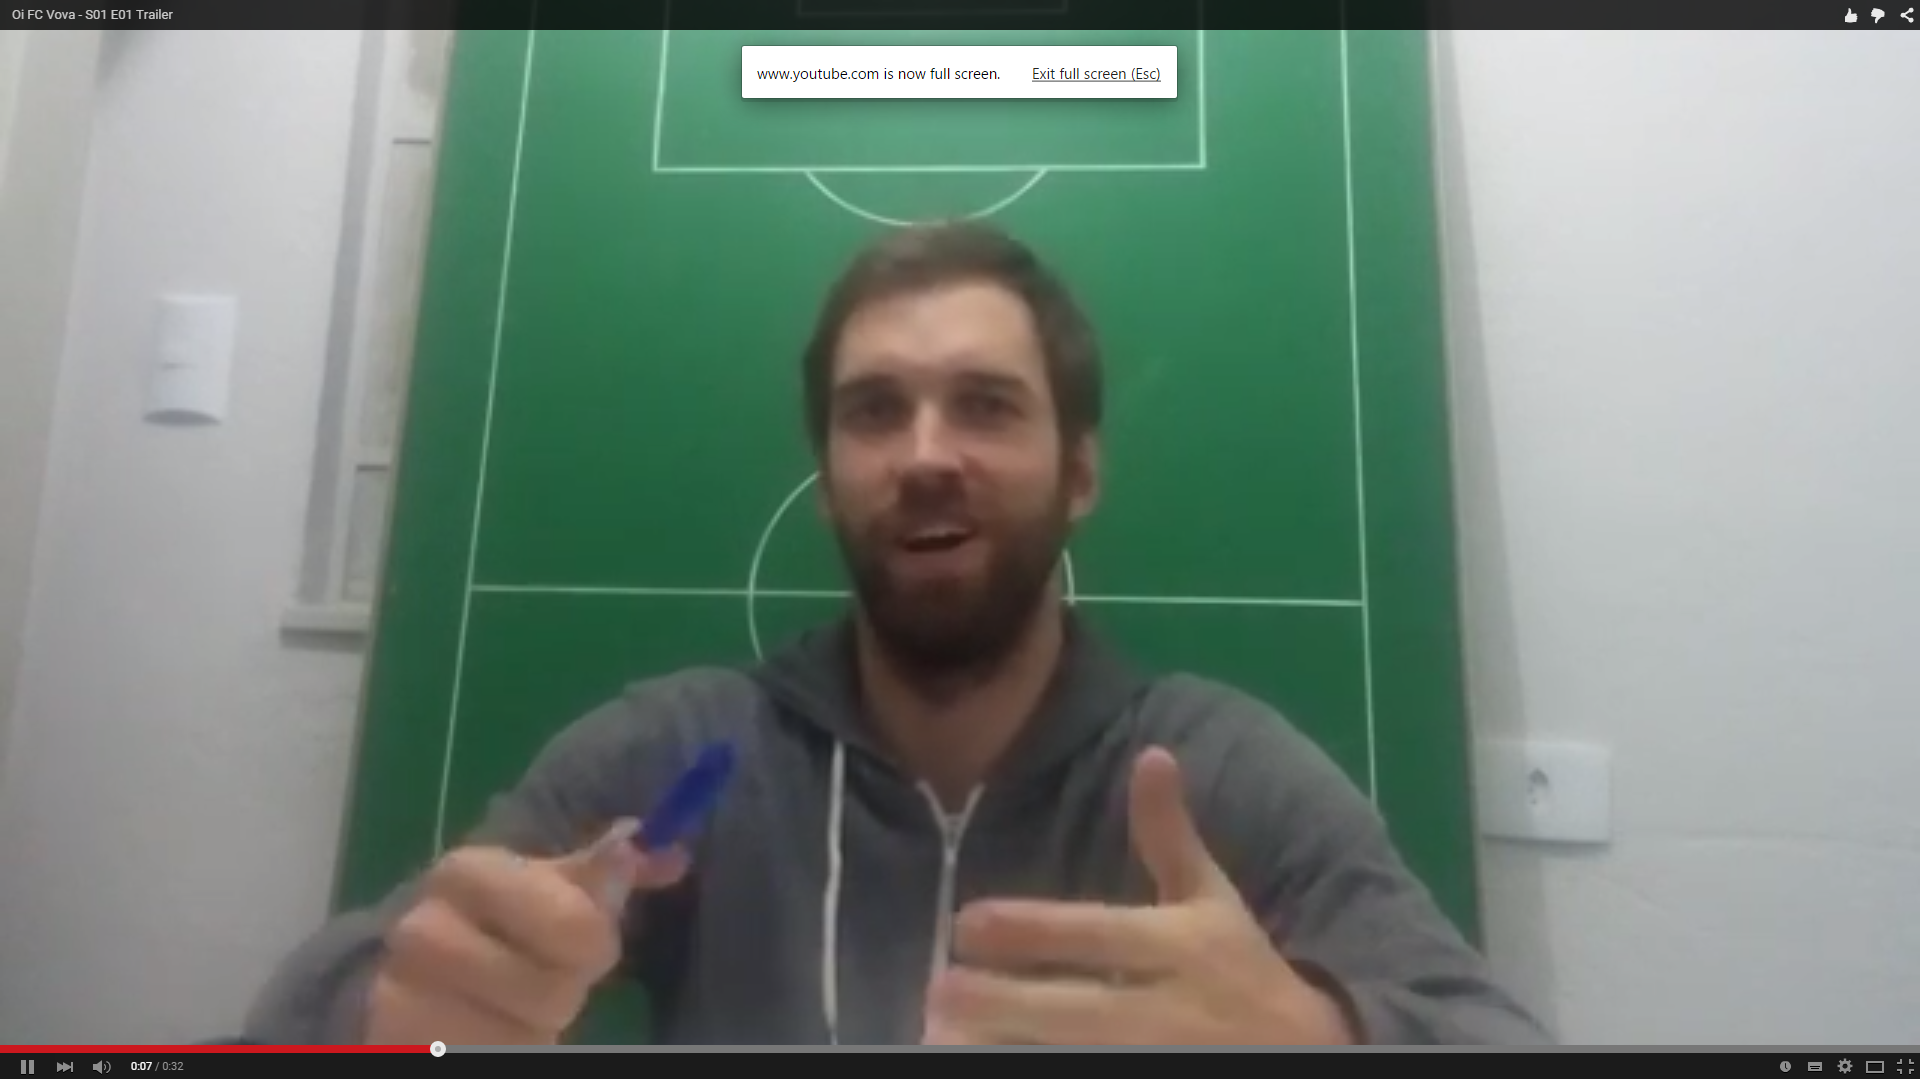 Oi FC Vova - S01 E01 Trailer
www.youtube.com is now full screen. Exit full screen (Esc)
0:07 / 0:32